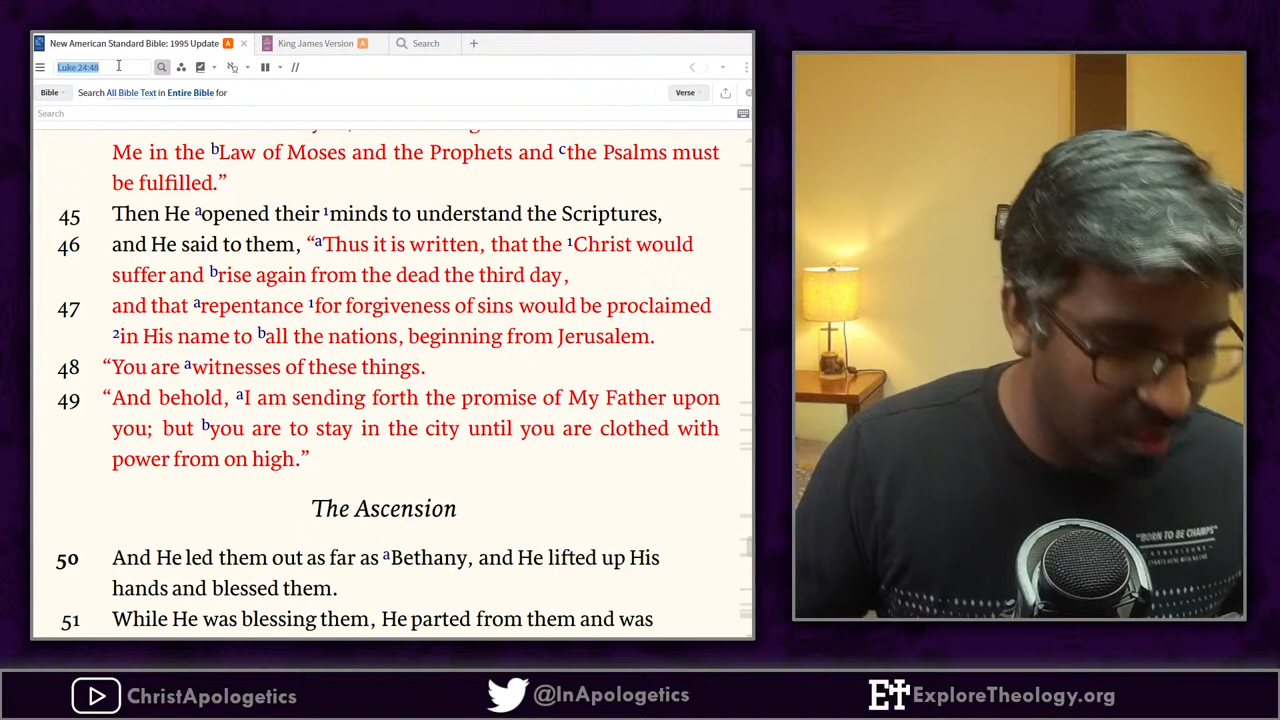 New American Standard Bible: 1995 Update A
King James Version A
Search
Luke 24:48
Bible Search All Bible Text in Entire Bible for Verse
Search
Me in the bLaw of Moses and the Prophets and cthe Psalms must
be fulfilled.”
45 Then He aopened their 1minds to understand the Scriptures,
46 and He said to them, “aThus it is written, that the 1Christ would
suffer and brise again from the dead the third day,
47 and that arepentance 1for forgiveness of sins would be proclaimed
2in His name to ball the nations, beginning from Jerusalem.
48 “You are awitnesses of these things.
49 “And behold, aI am sending forth the promise of My Father upon
you; but byou are to stay in the city until you are clothed with
power from on high.”
The Ascension
50 And He led them out as far as aBethany, and He lifted up His
hands and blessed them.
51 While He was blessing them, He parted from them and was
"BORN TO BE CHAMPS"
ChristApologetics
@InApologetics
ET ExploreTheology.org